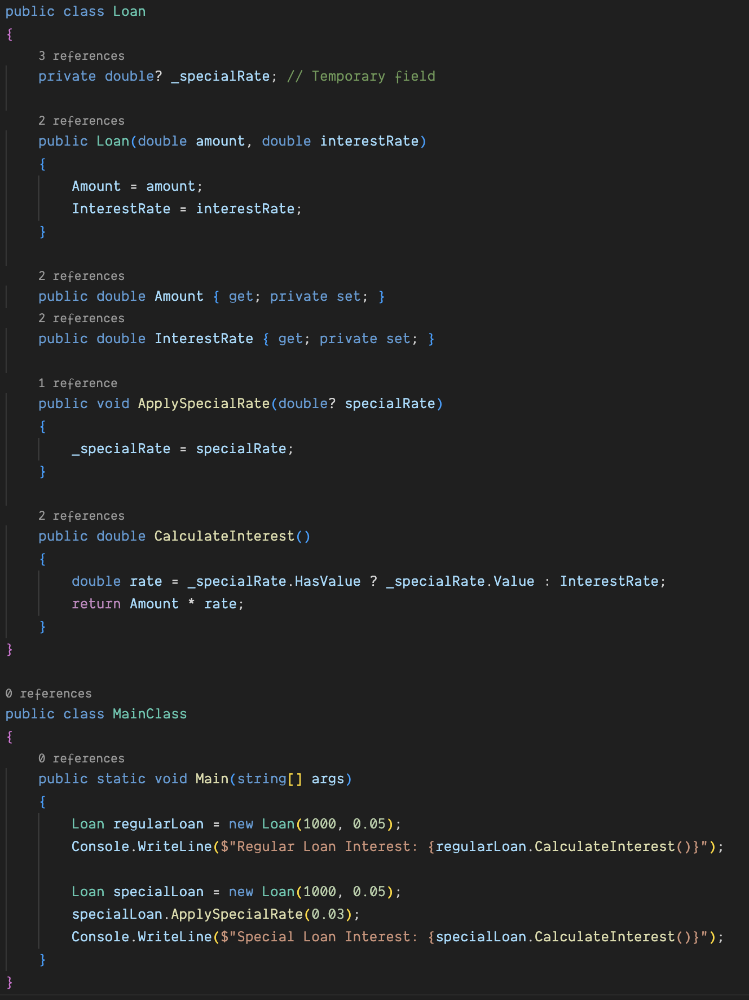 public class Loan
{
3 references
private double? _specialRate; // Temporary field
2 references
public Loan(double amount, double interestRate)
{
Amount = amount;
InterestRate = interestRate;
}
2 references
public double Amount { get; private set; }
2 references
public double InterestRate { get; private set; }
1 reference
public void ApplySpecialRate(double? specialRate)
{
_specialRate = specialRate;
}
2 references
public double CalculateInterest()
{
double rate = _specialRate.HasValue ? _specialRate.Value : InterestRate;
return Amount * rate;
}
}
0 references
public class MainClass
{
0 references
public static void Main(string[] args)
{
Loan regularLoan = new Loan(1000, 0.05);
Console.WriteLine($"Regular Loan Interest: {regularLoan.CalculateInterest()}");
Loan specialLoan = new Loan(1000, 0.05);
specialLoan.ApplySpecialRate(0.03);
Console.WriteLine($"Special Loan Interest: {specialLoan.CalculateInterest()}");
}
}